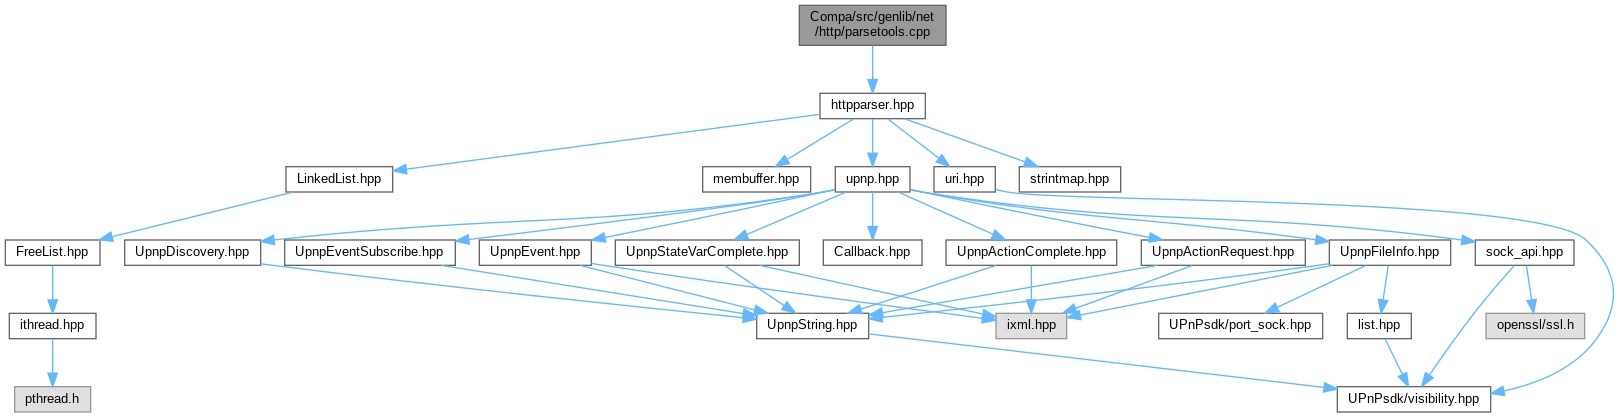 Compa/src/genlib/net
/http/parsetools.cpp
httpparser.hpp
LinkedList.hpp
membuffer.hpp
upnp.hpp
uri.hpp
strintmap.hpp
FreeList.hpp
UpnpDiscovery.hpp
UpnpEventSubscribe.hpp
UpnpEvent.hpp
UpnpStateVarComplete.hpp
Callback.hpp
UpnpActionComplete.hpp
UpnpActionRequest.hpp
UpnpFileInfo.hpp
sock_api.hpp
ithread.hpp
UpnpString.hpp
ixml.hpp
UPnPsdk/port_sock.hpp
list.hpp
openssl/ssl.h
pthread.h
UPnPsdk/visibility.hpp